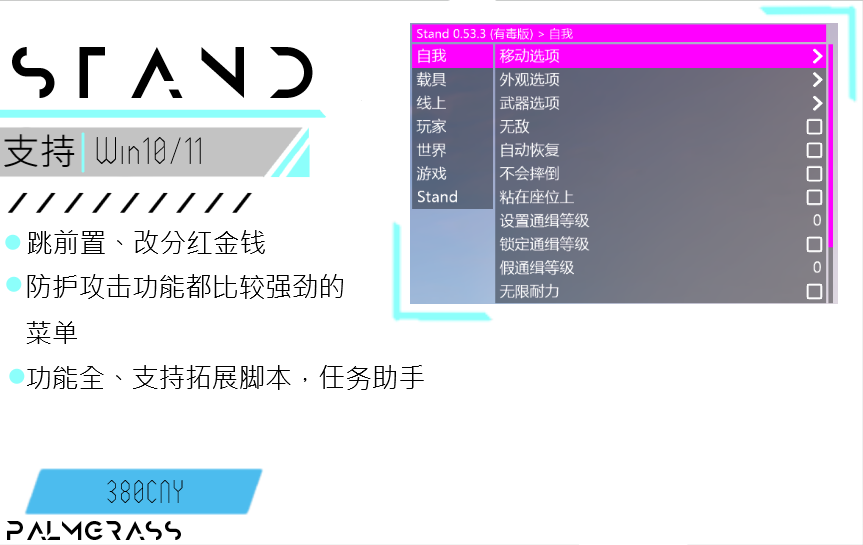 STAND
支持 Win10/11
跳前置、改分红金钱
防护攻击功能都比较强劲的
菜单
功能全、支持拓展脚本，任务助手
380CNY
PALMGRASS
Stand 0.53.3 (有毒版) > 自我
自我 移动选项
载具 外观选项
线上 武器选项
玩家 无敌
世界 自动恢复
游戏 不会摔倒
Stand 粘在座位上
设置通缉等级 0
锁定通缉等级
假通缉等级 0
无限耐力